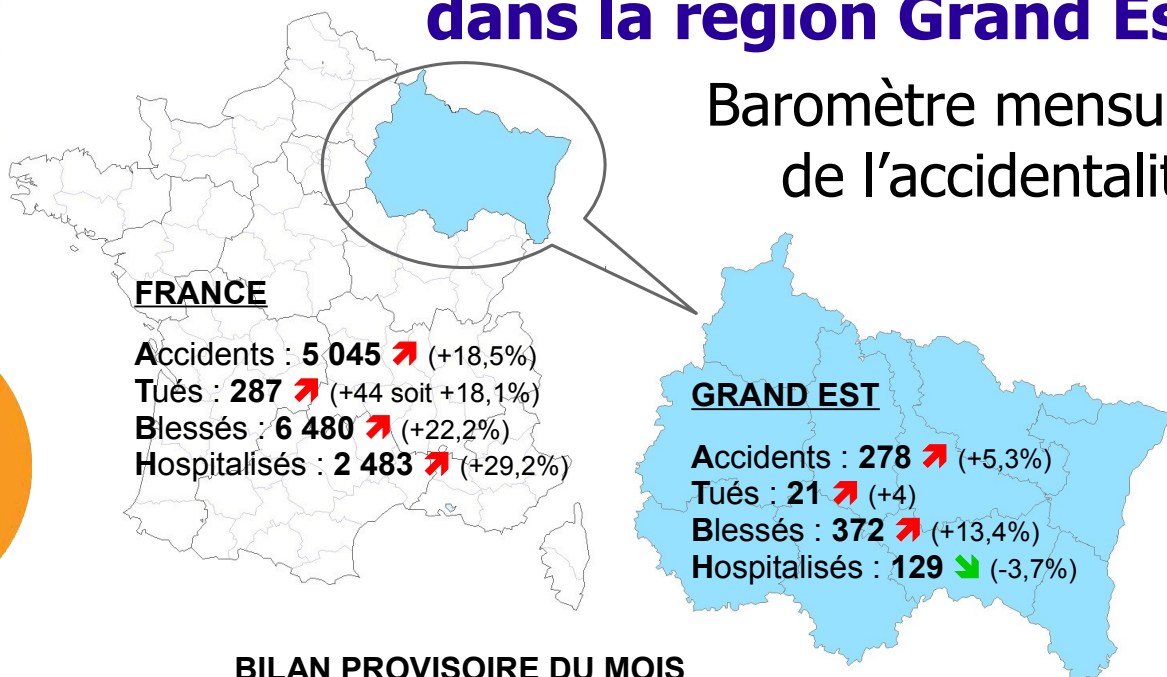 dans la région Grand Es
Baromètre mensu
de l’accidentalit
FRANCE
Accidents : 5 045 (+18,5%)
Tués : 287 (+44 soit +18,1%)
Blessés : 6 480 (+22,2%)
Hospitalisés : 2 483 (+29,2%)
GRAND EST
Accidents : 278 (+5,3%)
Tués : 21 (+4)
Blessés : 372 (+13,4%)
Hospitalisés : 129 (-3,7%)
BILAN PROVISOIRE DU MOIS